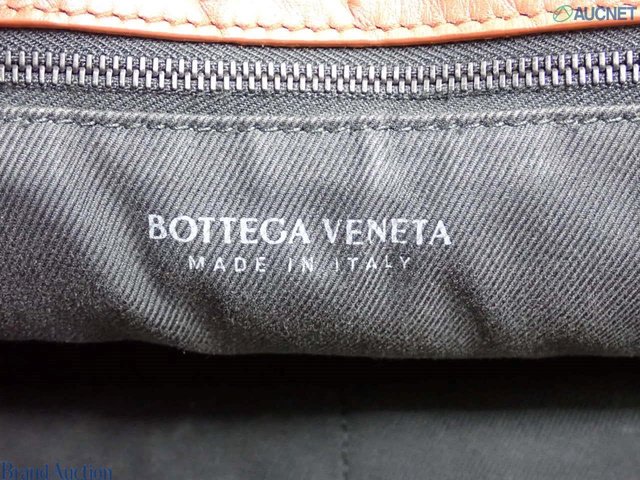 AUCNET
BOTTEGA VENETA
MADE IN ITALY
Brand Auction